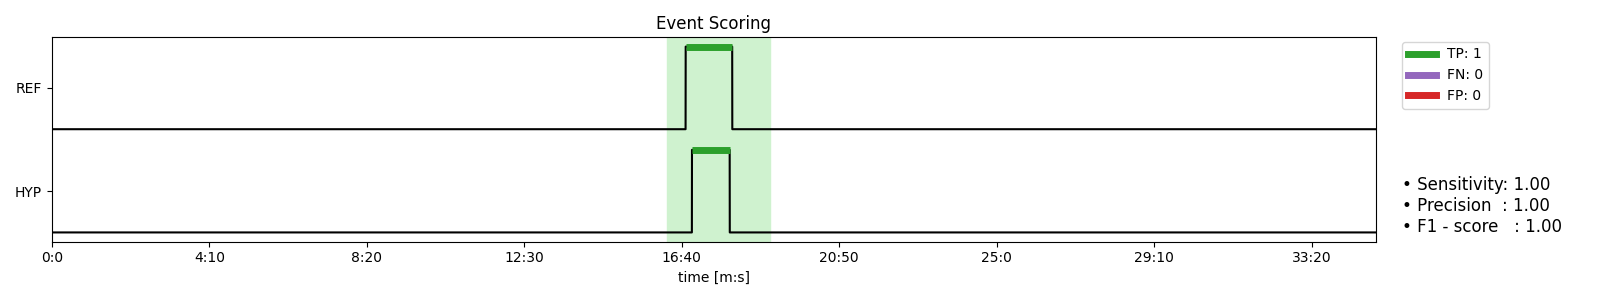 Event Scoring
REF
HYP
0:0 4:10 8:20 12:30 16:40 20:50 25:0 29:10 33:20
time [m:s]
TP: 1
FN: 0
FP: 0
• Sensitivity: 1.00
• Precision  : 1.00
• F1 - score   : 1.00